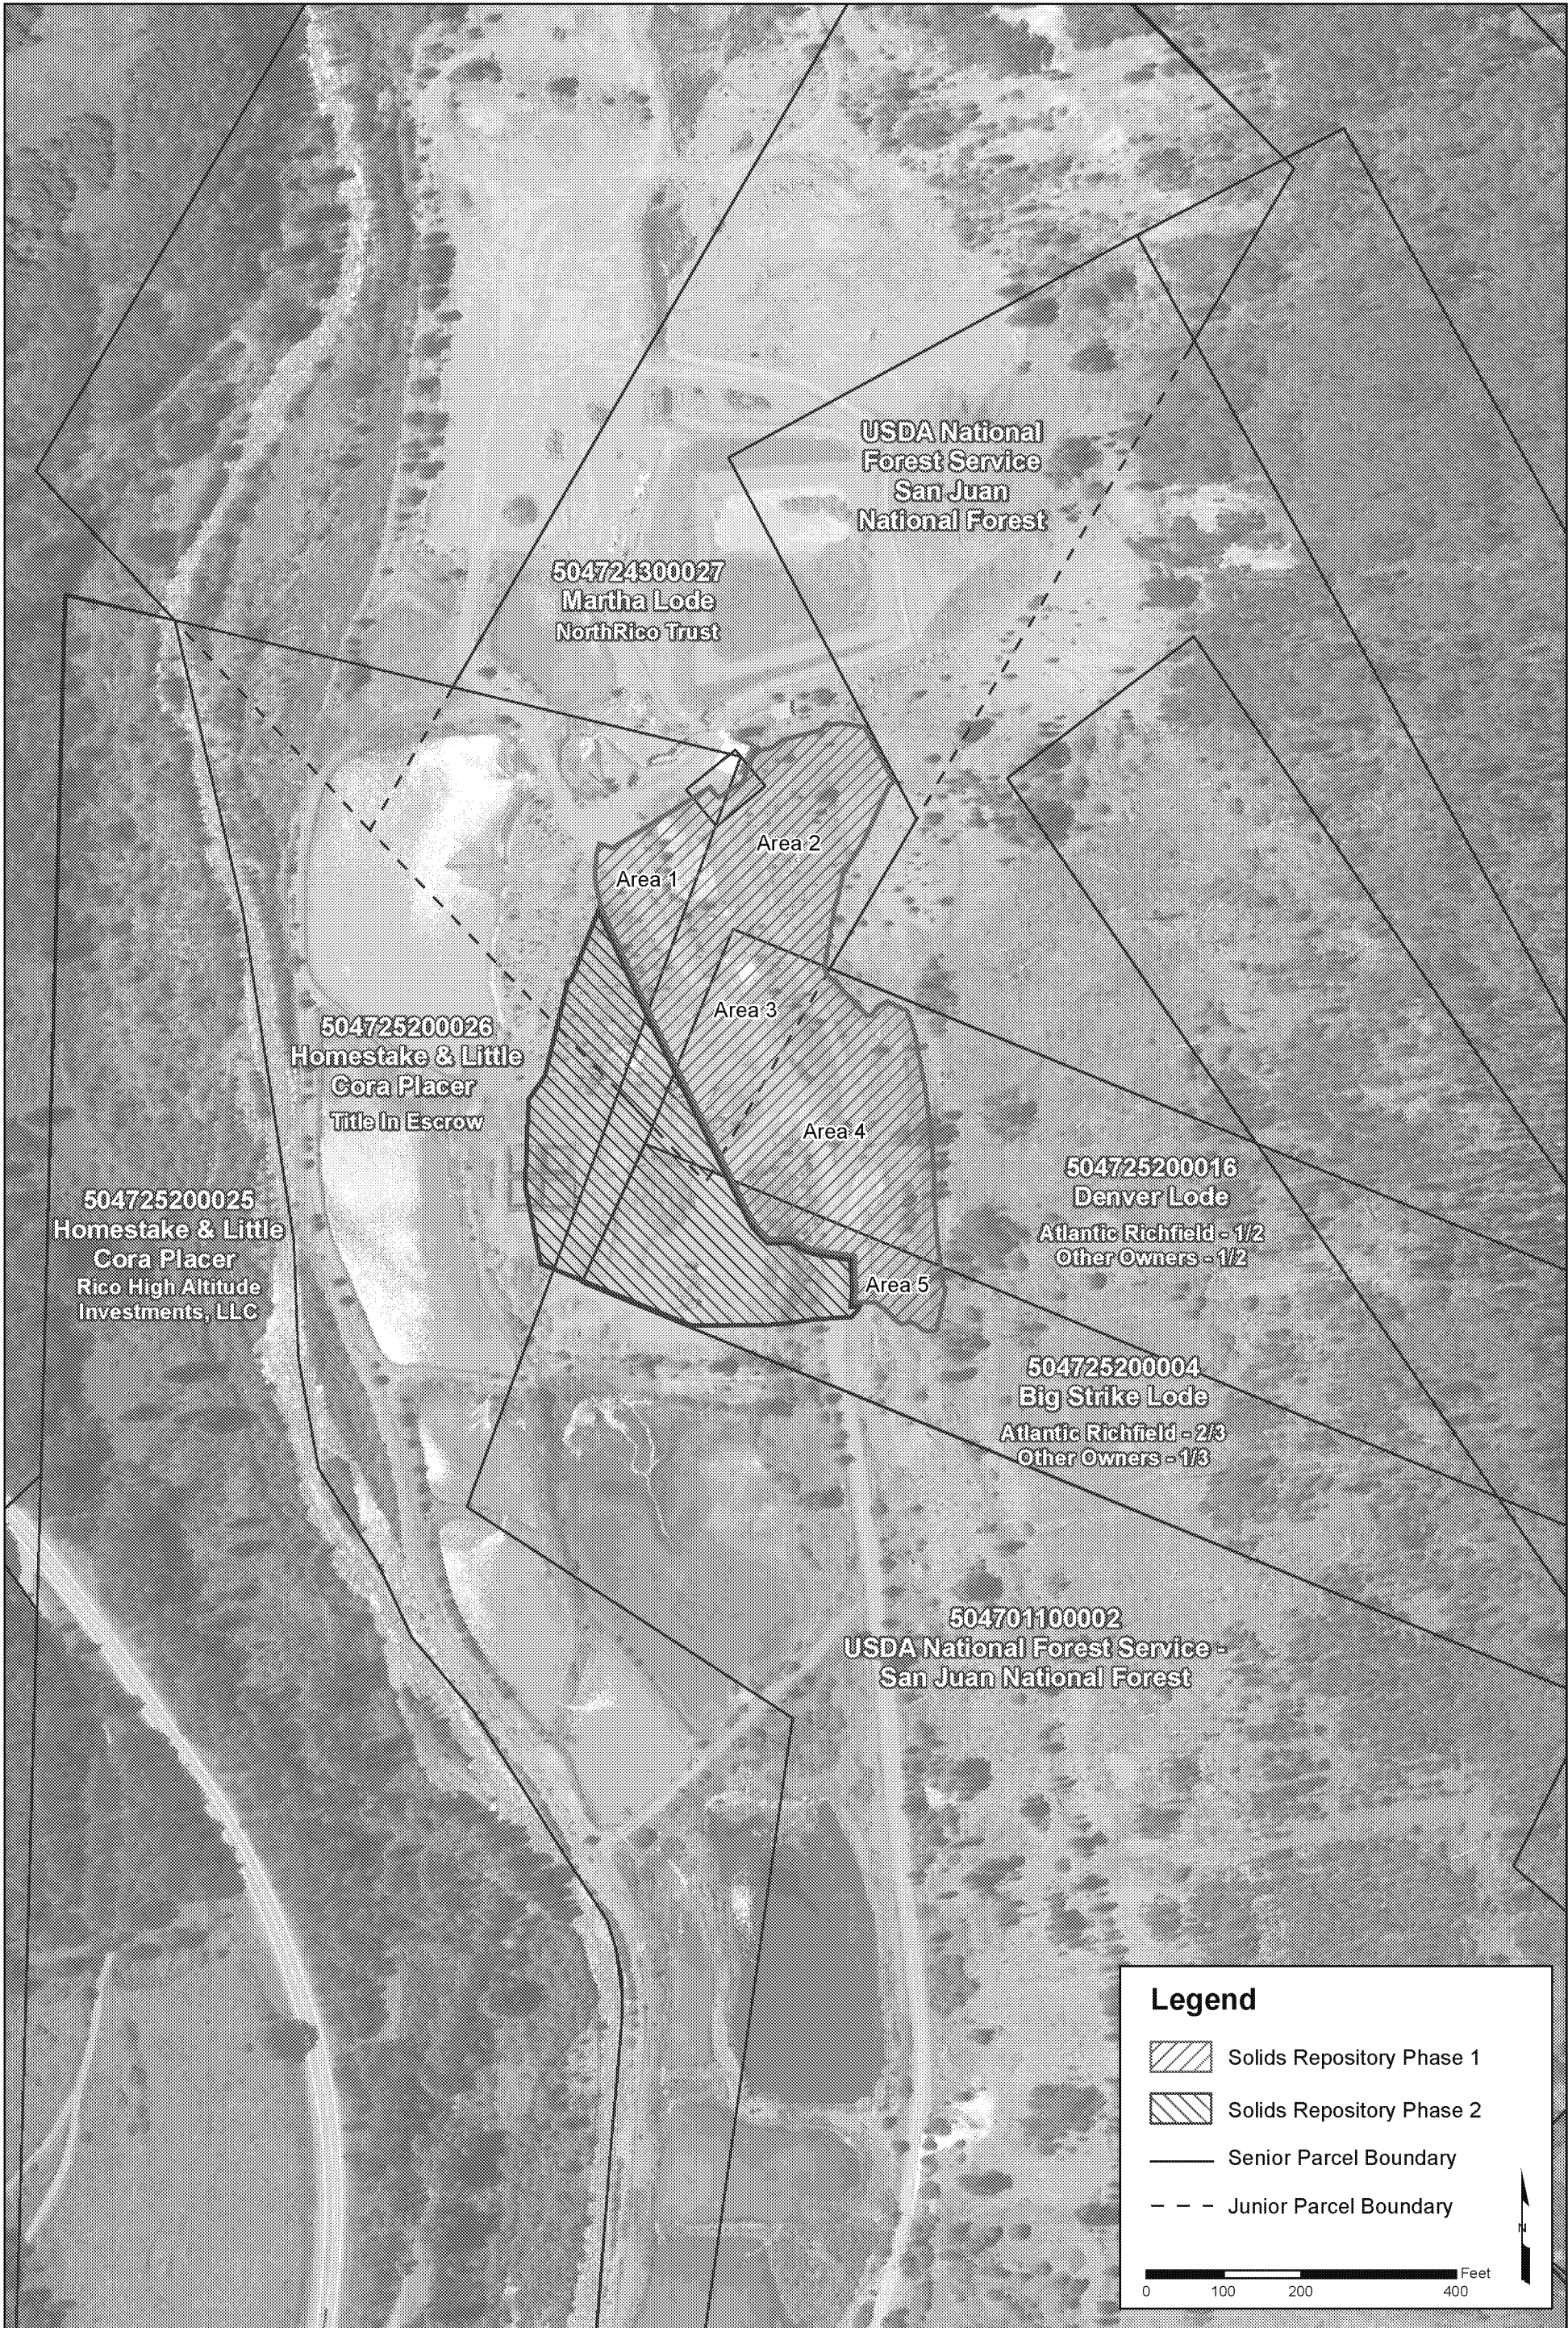 USDA National
Forest Service
San Juan
National Forest
504724300027
Martha Lode
NorthRico Trust
Area 2
Area 1
Area 3
504725200026
Homestake & Little
Cora Placer
Title In Escrow
Area 4
504725200016
Denver Lode
Atlantic Richfield - 1/2
Other Owners - 1/2
504725200025
Homestake & Little
Cora Placer
Rico High Altitude
Investments, LLC
Area 5
504725200004
Big Strike Lode
Atlantic Richfield - 2/3
Other Owners - 1/3
504701100002
USDA National Forest Service -
San Juan National Forest
Legend
Solids Repository Phase 1
Solids Repository Phase 2
Senior Parcel Boundary
Junior Parcel Boundary
N
Feet
0 100 200 400